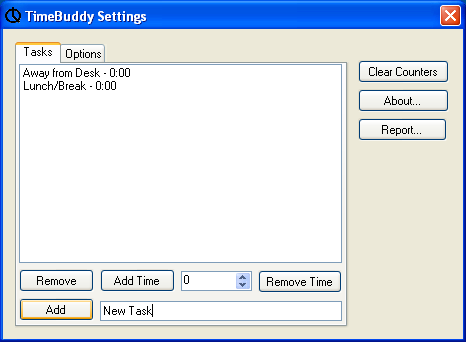 TimeBuddy Settings
Tasks Options
Away from Desk - 0:00
Lunch/Break - 0:00
Clear Counters
About...
Report...
Remove Add Time 0 Remove Time
Add New Task